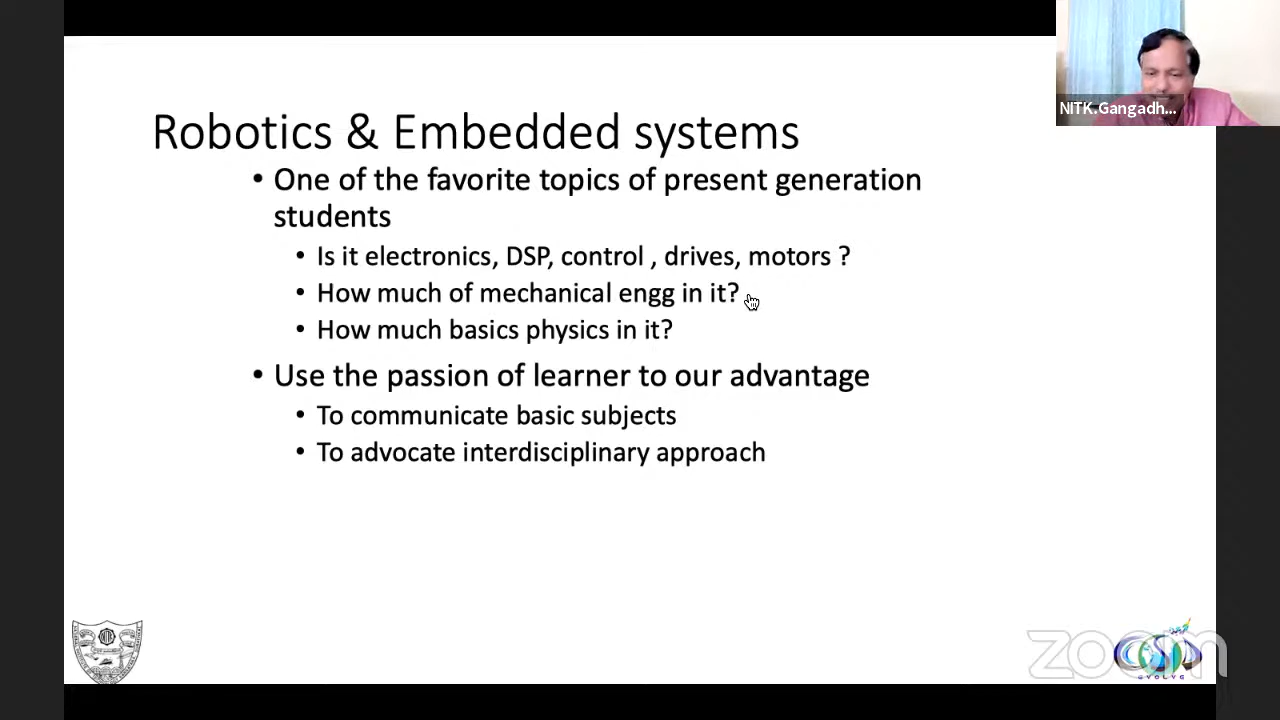 NITK.Gangadh...
Robotics & Embedded systems
• One of the favorite topics of present generation
students
• Is it electronics, DSP, control , drives, motors ?
• How much of mechanical engg in it?
• How much basics physics in it?
• Use the passion of learner to our advantage
• To communicate basic subjects
• To advocate interdisciplinary approach
zoom
EVOLVE